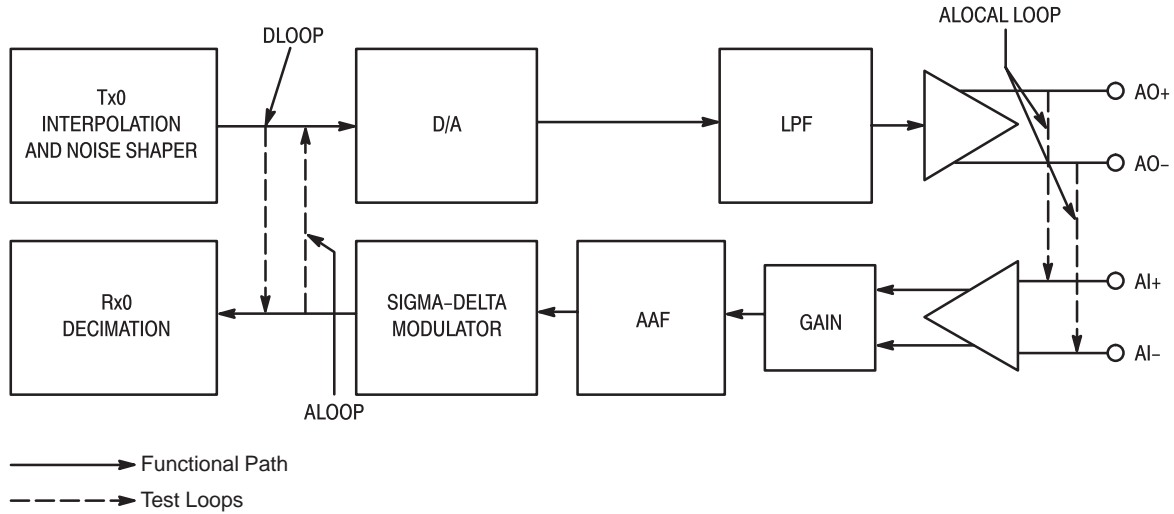 ALOCAL LOOP
DLOOP
Tx0
INTERPOLATION
AND NOISE SHAPER
D/A
LPF
AO+
AO–
Rx0
DECIMATION
SIGMA–DELTA
MODULATOR
AAF
GAIN
AI+
AI–
ALOOP
Functional Path
Test Loops